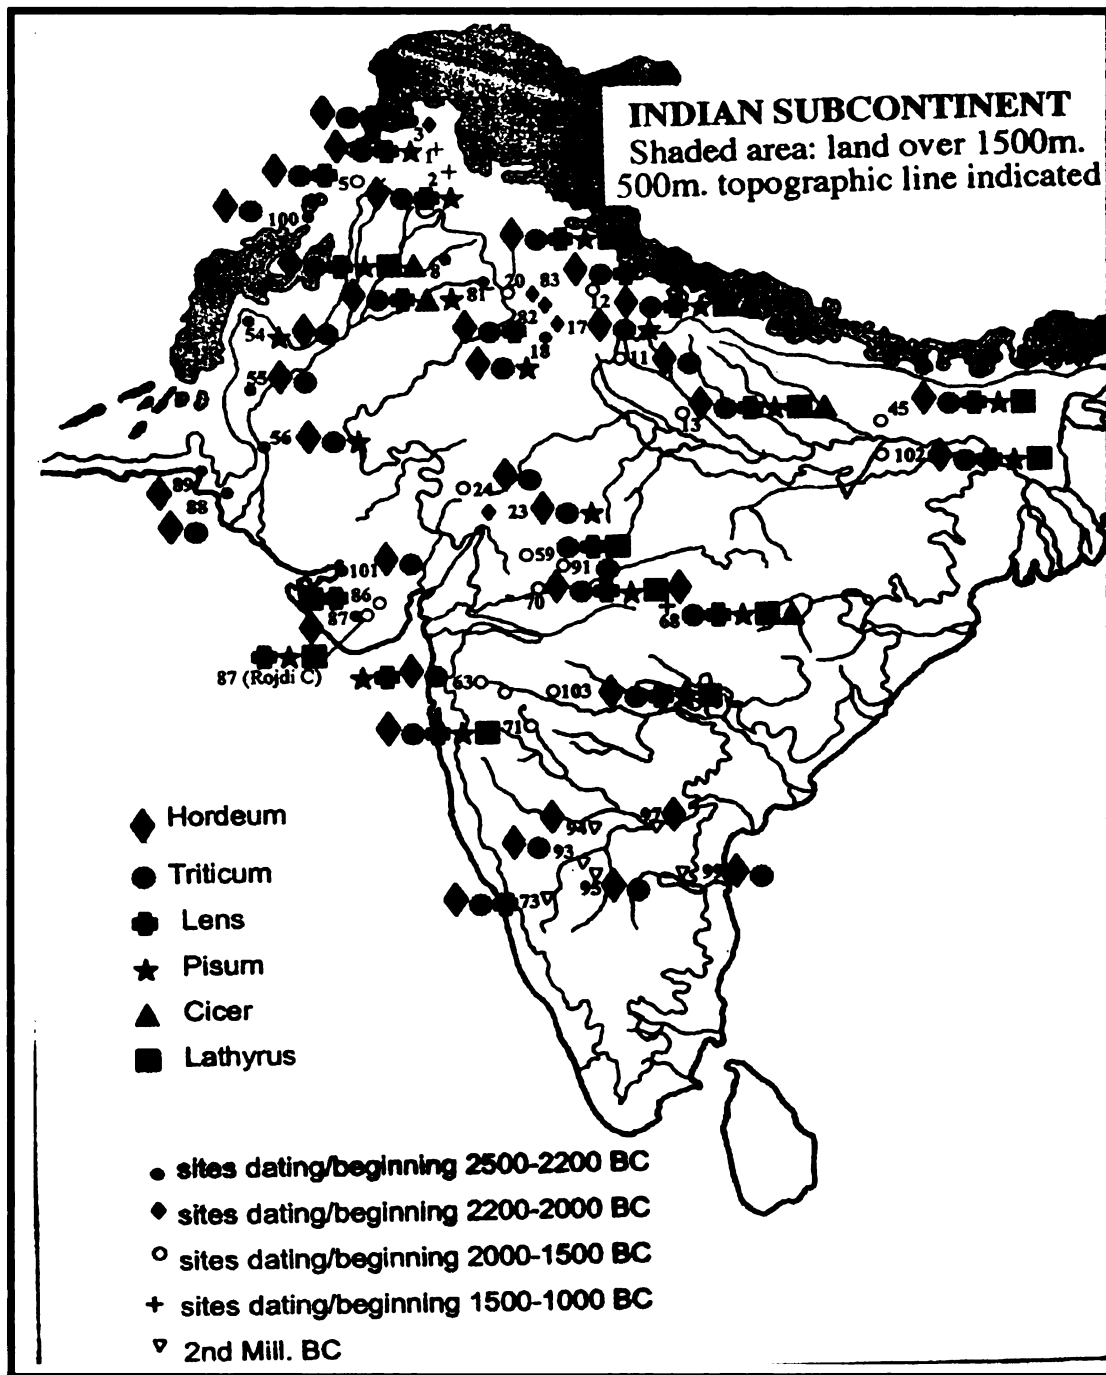 INDIAN SUBCONTINENT
Shaded area: land over 1500m.
500m. topographic line indicated
3
1
2
5
100
8
81
20
83
82
12
17
18
54
11
55
13
45
56
102
89
88
24
23
59
91
101
70
86
87
68
87 (Rojdi C)
63
103
71
94
97
93
95
99
73
Hordeum
Triticum
Lens
Pisum
Cicer
Lathyrus
sites dating/beginning 2500-2200 BC
sites dating/beginning 2200-2000 BC
sites dating/beginning 2000-1500 BC
sites dating/beginning 1500-1000 BC
2nd Mill. BC